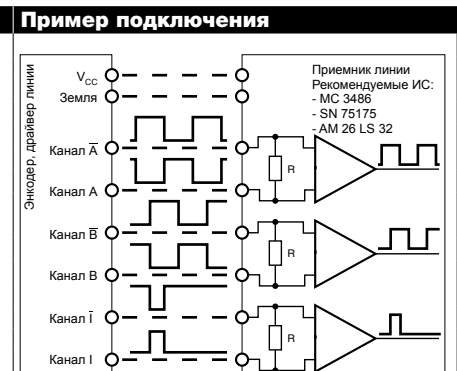 Пример подключения
Энкодер, драйвер линии
V_CC
Земля
Канал A̅
Канал A
Канал B̅
Канал B
Канал I̅
Канал I
Приемник линии
Рекомендуемые ИС:
- MC 3486
- SN 75175
- AM 26 LS 32
R
R
R